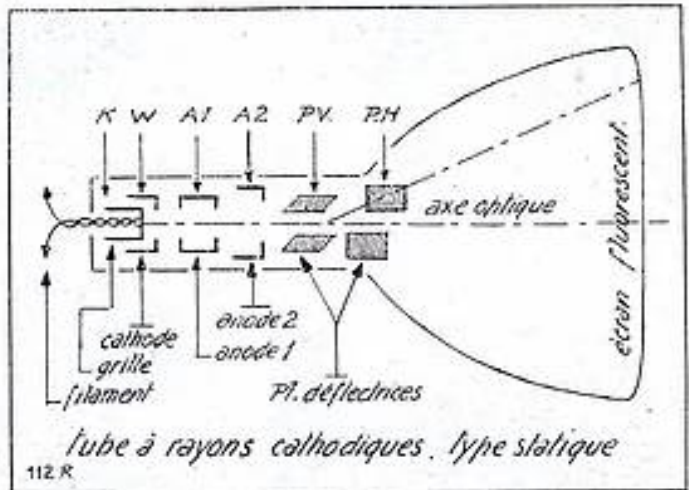 K W A1 A2 P.V. P.H
axe optique
écran fluorescent.
cathode
grille
filament
anode 2
anode 1
Pl. déflectrices
Tube à rayons cathodiques. Type statique
112 R